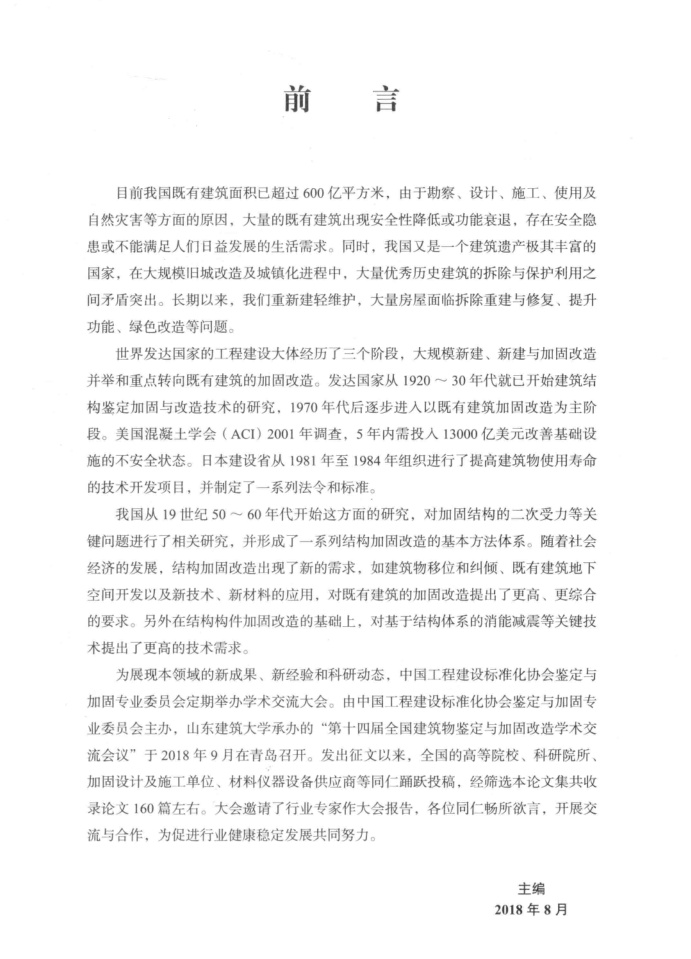 前 言
目前我国既有建筑面积已超过 600 亿平方米，由于勘察、设计、施工、使用及
自然灾害等方面的原因，大量的既有建筑出现安全性降低或功能衰退，存在安全隐
患或不能满足人们日益发展的生活需求。同时，我国又是一个建筑遗产极其丰富的
国家，在大规模旧城改造及城镇化进程中，大量优秀历史建筑的拆除与保护利用之
间矛盾突出。长期以来，我们重新建轻维护，大量房屋面临拆除重建与修复、提升
功能、绿色改造等问题。
世界发达国家的工程建设大体经历了三个阶段，大规模新建、新建与加固改造
并举和重点转向既有建筑的加固改造。发达国家从 1920 ～ 30 年代就已开始建筑结
构鉴定加固与改造技术的研究，1970 年代后逐步进入以既有建筑加固改造为主阶
段。美国混凝土学会（ACI）2001 年调查，5 年内需投入 13000 亿美元改善基础设
施的不安全状态。日本建设省从 1981 年至 1984 年组织进行了提高建筑物使用寿命
的技术开发项目，并制定了一系列法令和标准。
我国从 19 世纪 50 ～ 60 年代开始这方面的研究，对加固结构的二次受力等关
键问题进行了相关研究，并形成了一系列结构加固改造的基本方法体系。随着社会
经济的发展，结构加固改造出现了新的需求，如建筑物移位和纠倾、既有建筑地下
空间开发以及新技术、新材料的应用，对既有建筑的加固改造提出了更高、更综合
的要求。另外在结构构件加固改造的基础上，对基于结构体系的消能减震等关键技
术提出了更高的技术需求。
为展现本领域的新成果、新经验和科研动态，中国工程建设标准化协会鉴定与
加固专业委员会定期举办学术交流大会。由中国工程建设标准化协会鉴定与加固专
业委员会主办，山东建筑大学承办的“第十四届全国建筑物鉴定与加固改造学术交
流会议”于 2018 年 9 月在青岛召开。发出征文以来，全国的高等院校、科研院所、
加固设计及施工单位、材料仪器设备供应商等同仁踊跃投稿，经筛选本论文集共收
录论文 160 篇左右。大会邀请了行业专家作大会报告，各位同仁畅所欲言，开展交
流与合作，为促进行业健康稳定发展共同努力。
主编
2018 年 8 月